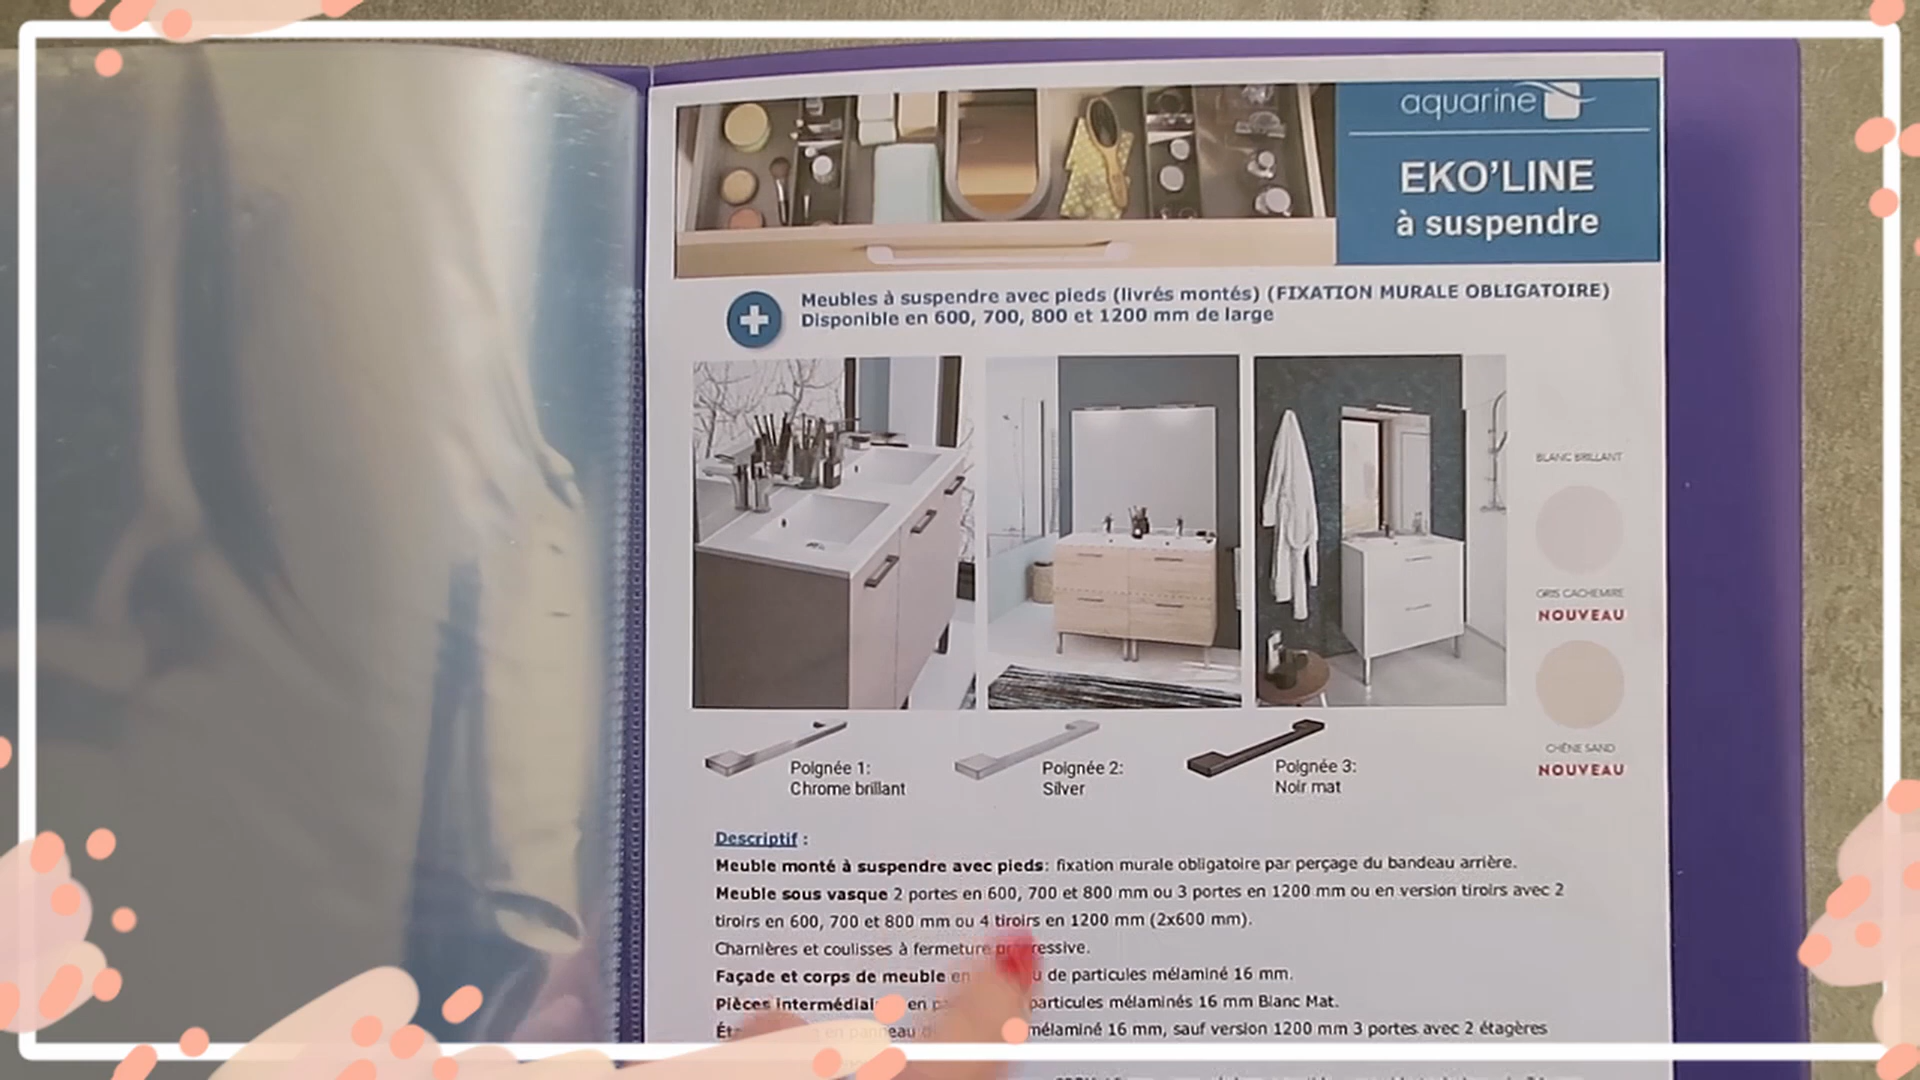 aquarine
EKO'LINE
à suspendre
Meubles à suspendre avec pieds (livrés montés) (FIXATION MURALE OBLIGATOIRE)
Disponible en 600, 700, 800 et 1200 mm de large
BLANC BRILLANT
GRIS CACHEMIRE
NOUVEAU
CHÊNE SAND
NOUVEAU
Poignée 1:
Chrome brillant
Poignée 2:
Silver
Poignée 3:
Noir mat
Descriptif :
Meuble monté à suspendre avec pieds: fixation murale obligatoire par perçage du bandeau arrière.
Meuble sous vasque 2 portes en 600, 700 et 800 mm ou 3 portes en 1200 mm ou en version tiroirs avec 2
tiroirs en 600, 700 et 800 mm ou 4 tiroirs en 1200 mm (2x600 mm).
Charnières et coulisses à fermeture progressive.
Façade et corps de meuble en de particules mélaminé 16 mm.
Pièces en particules mélaminés 16 mm Blanc Mat.
en panneau mélaminé 16 mm, sauf version 1200 mm 3 portes avec 2 étagères